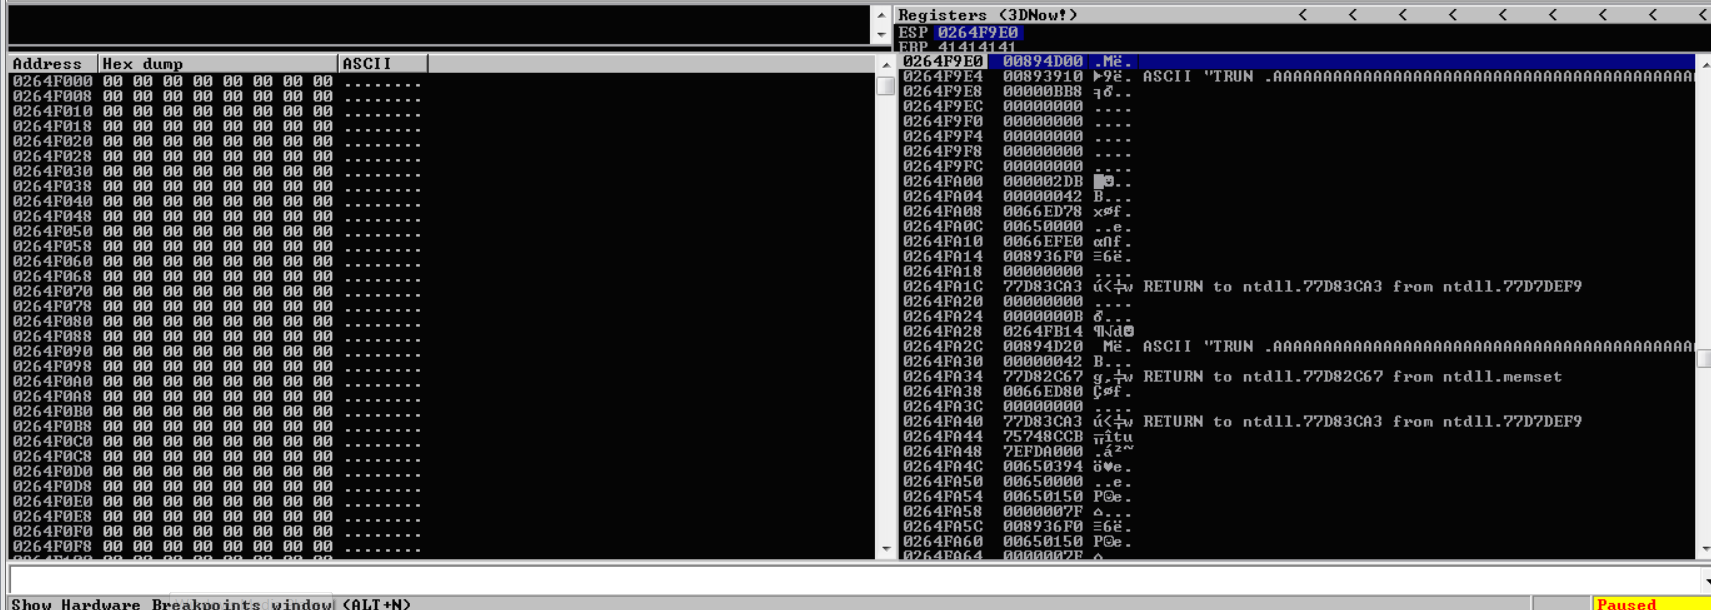 Registers (3DNow!) < < < < < < < < <
ESP 0264F9E0
EBP 41414141
Address Hex dump ASCII
0264F000 00 00 00 00 00 00 00 00 ........
0264F008 00 00 00 00 00 00 00 00 ........
0264F010 00 00 00 00 00 00 00 00 ........
0264F018 00 00 00 00 00 00 00 00 ........
0264F020 00 00 00 00 00 00 00 00 ........
0264F028 00 00 00 00 00 00 00 00 ........
0264F030 00 00 00 00 00 00 00 00 ........
0264F038 00 00 00 00 00 00 00 00 ........
0264F040 00 00 00 00 00 00 00 00 ........
0264F048 00 00 00 00 00 00 00 00 ........
0264F050 00 00 00 00 00 00 00 00 ........
0264F058 00 00 00 00 00 00 00 00 ........
0264F060 00 00 00 00 00 00 00 00 ........
0264F068 00 00 00 00 00 00 00 00 ........
0264F070 00 00 00 00 00 00 00 00 ........
0264F078 00 00 00 00 00 00 00 00 ........
0264F080 00 00 00 00 00 00 00 00 ........
0264F088 00 00 00 00 00 00 00 00 ........
0264F090 00 00 00 00 00 00 00 00 ........
0264F098 00 00 00 00 00 00 00 00 ........
0264F0A0 00 00 00 00 00 00 00 00 ........
0264F0A8 00 00 00 00 00 00 00 00 ........
0264F0B0 00 00 00 00 00 00 00 00 ........
0264F0B8 00 00 00 00 00 00 00 00 ........
0264F0C0 00 00 00 00 00 00 00 00 ........
0264F0C8 00 00 00 00 00 00 00 00 ........
0264F0D0 00 00 00 00 00 00 00 00 ........
0264F0D8 00 00 00 00 00 00 00 00 ........
0264F0E0 00 00 00 00 00 00 00 00 ........
0264F0E8 00 00 00 00 00 00 00 00 ........
0264F0F0 00 00 00 00 00 00 00 00 ........
0264F0F8 00 00 00 00 00 00 00 00 ........
0264F9E0 00894D00 .Më.
0264F9E4 00893910 ►9ë. ASCII "TRUN .AAAAAAAAAAAAAAAAAAAAAAAAAAAAAAAAAAAAAA
0264F9E8 00000BB8 ╕♂..
0264F9EC 00000000 ....
0264F9F0 00000000 ....
0264F9F4 00000000 ....
0264F9F8 00000000 ....
0264F9FC 00000000 ....
0264FA00 000002DB █☻..
0264FA04 00000042 B...
0264FA08 0066ED78 xøf.
0264FA0C 00650000 ..e.
0264FA10 0066EFE0 α∩f.
0264FA14 008936F0 ≡6ë.
0264FA18 00000000 ....
0264FA1C 77D83CA3 ú<╪w RETURN to ntdll.77D83CA3 from ntdll.77D7DEF9
0264FA20 00000000 ....
0264FA24 0000000B ♂...
0264FA28 0264FB14 ¶√d☻
0264FA2C 00894D20 Më. ASCII "TRUN .AAAAAAAAAAAAAAAAAAAAAAAAAAAAAAAAAAAAAA
0264FA30 00000042 B...
0264FA34 77D82C67 g,╪w RETURN to ntdll.77D82C67 from ntdll.memset
0264FA38 0066ED80 Çøf.
0264FA3C 00000000 ....
0264FA40 77D83CA3 ú<╪w RETURN to ntdll.77D83CA3 from ntdll.77D7DEF9
0264FA44 75748CCB ╦îtu
0264FA48 7EFDA000 .á²~
0264FA4C 00650394 ö♥e.
0264FA50 00650000 ..e.
0264FA54 00650150 P☺e.
0264FA58 0000007F ⌂...
0264FA5C 008936F0 ≡6ë.
0264FA60 00650150 P☺e.
0264FA64 0000007F ⌂
Show Hardware Breakpoints window (ALT+N)
Paused